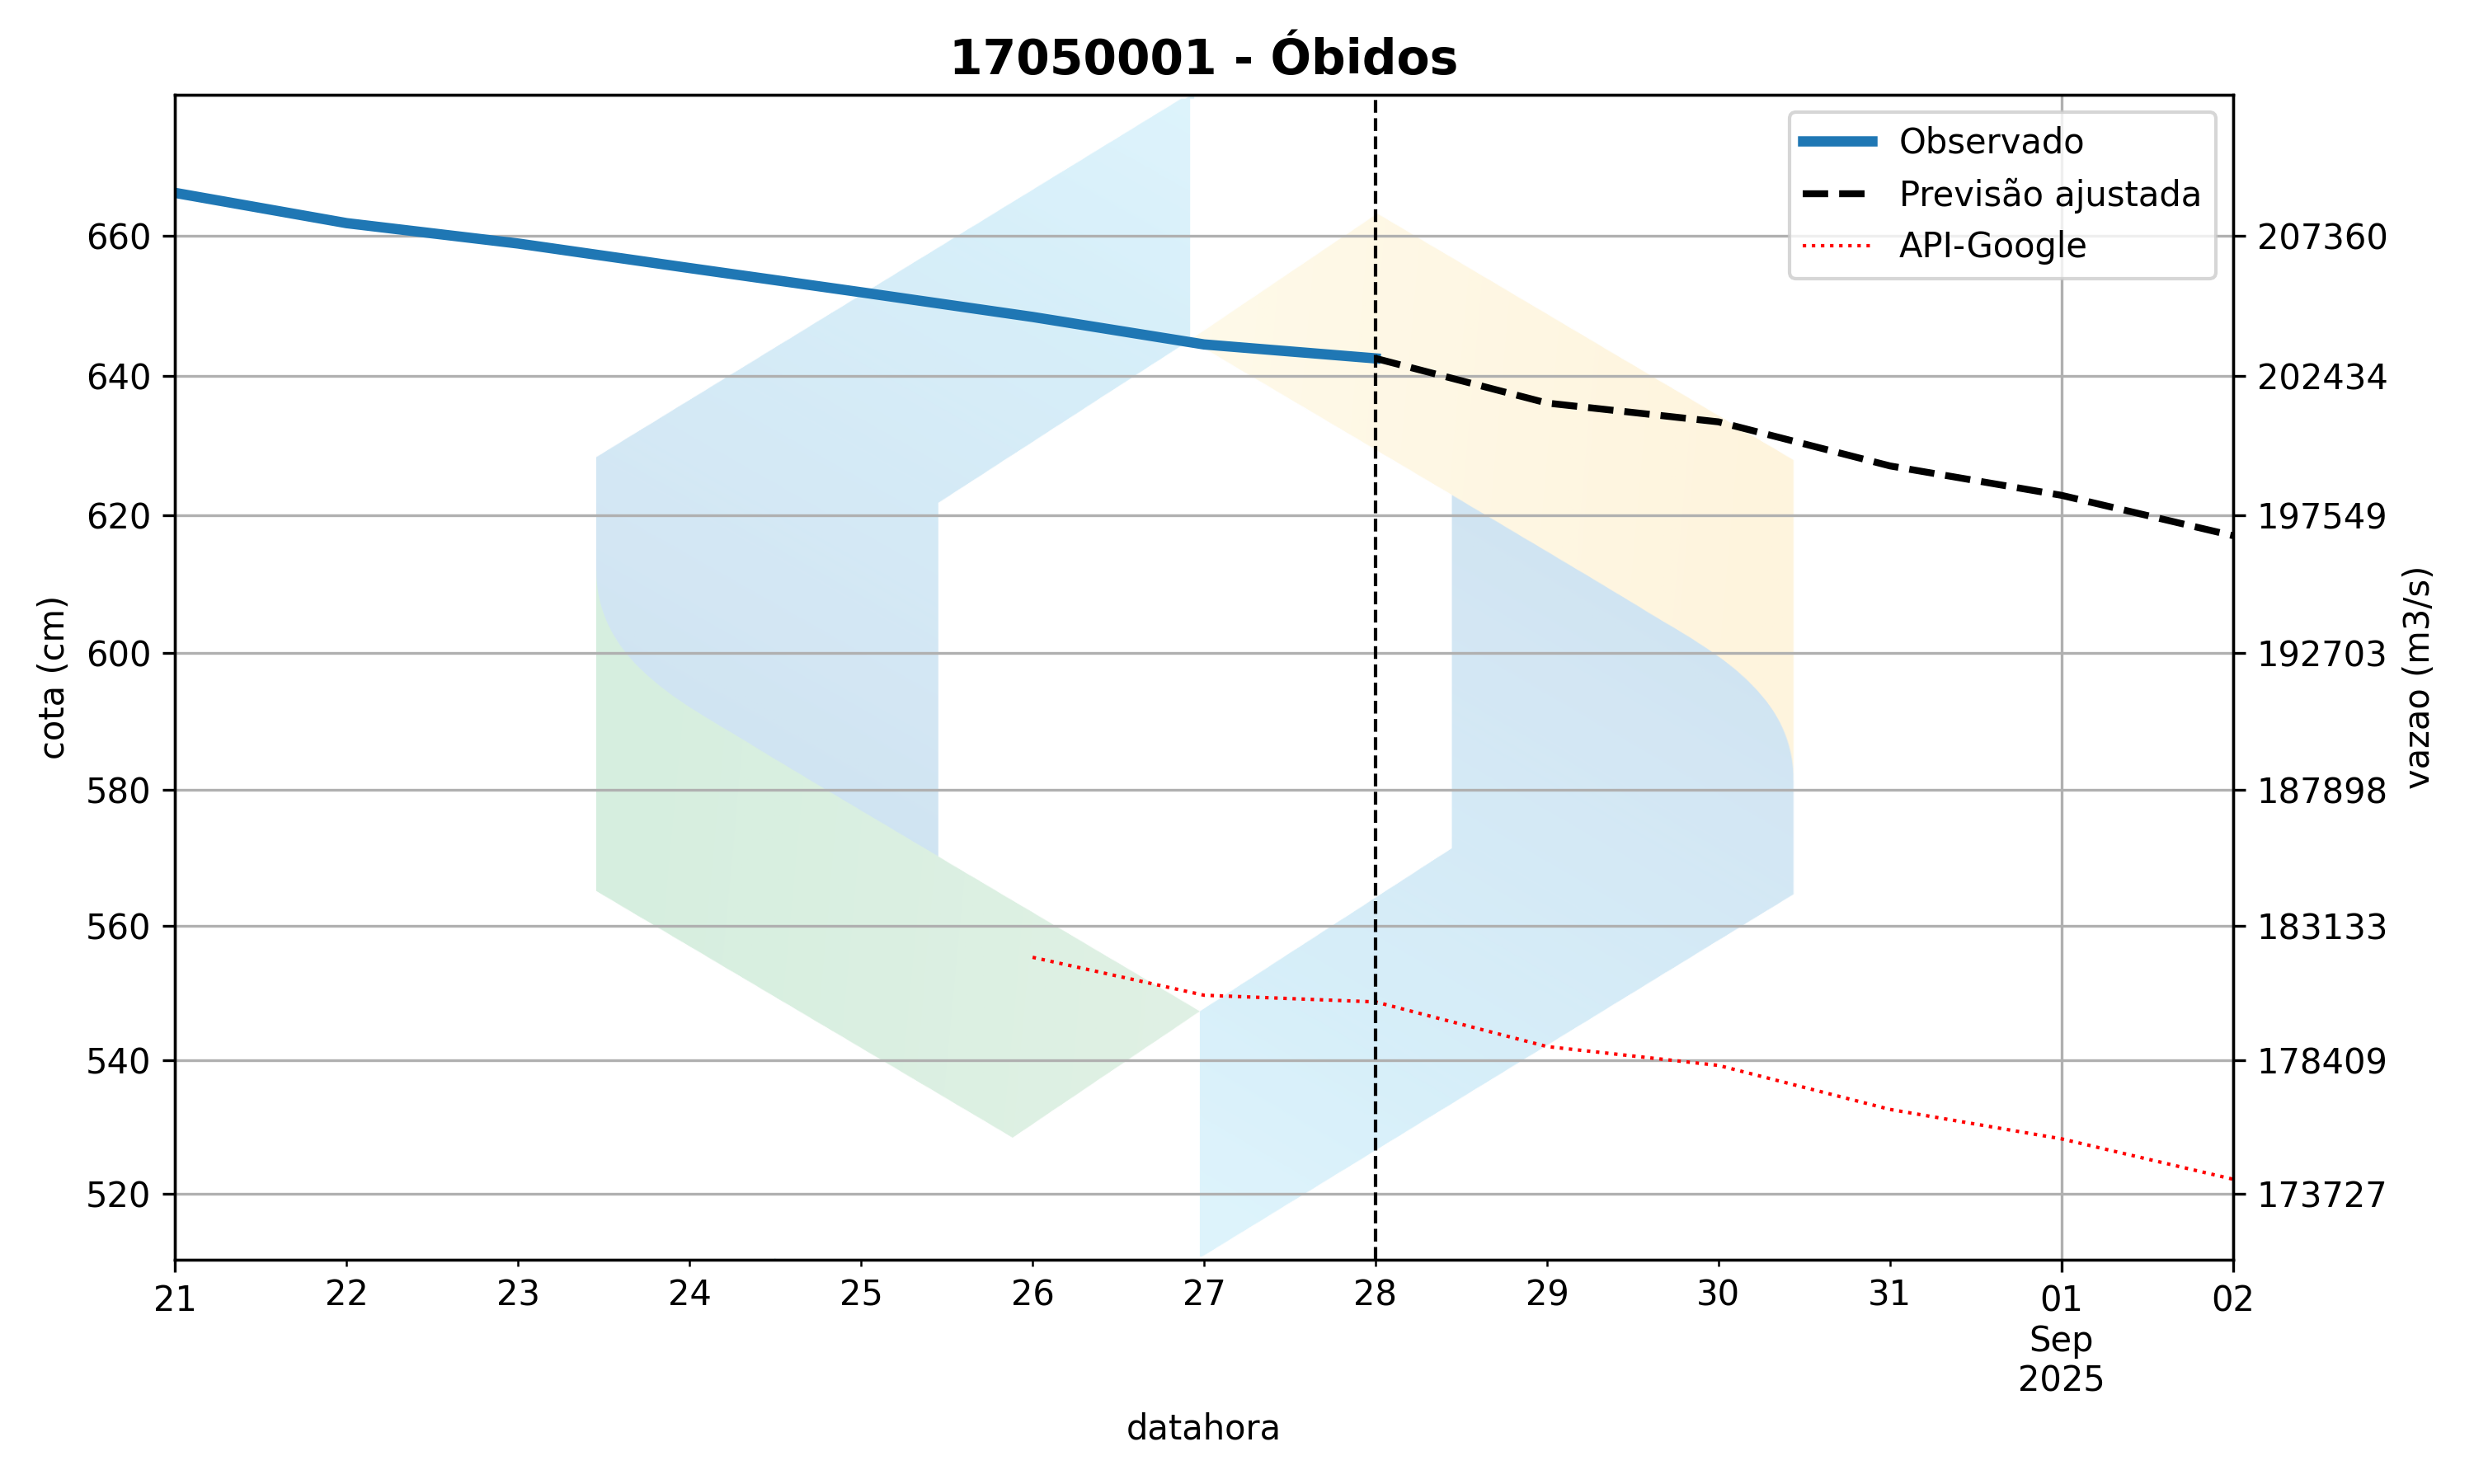 17050001 - Óbidos
Observado
Previsão ajustada
API-Google
660
640
620
600
580
560
540
520
cota (cm)
207360
202434
197549
192703
187898
183133
178409
173727
vazao (m3/s)
21 22 23 24 25 26 27 28 29 30 31 01 02
Sep
2025
datahora